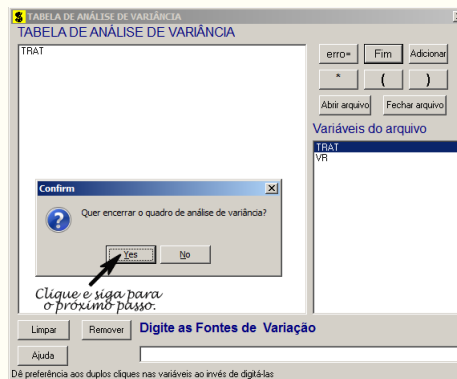 TABELA DE ANÁLISE DE VARIÂNCIA
TABELA DE ANÁLISE DE VARIÂNCIA
TRAT
erro= Fim Adicionar
* ( )
Abrir arquivo Fechar arquivo
Variáveis do arquivo
TRAT
VR
Confirm
Quer encerrar o quadro de análise de variância?
Yes No
Clique e siga para
o próximo passo.
Limpar Remover Digite as Fontes de Variação
Ajuda
Dê preferência aos duplos cliques nas variáveis ao invés de digitá-las